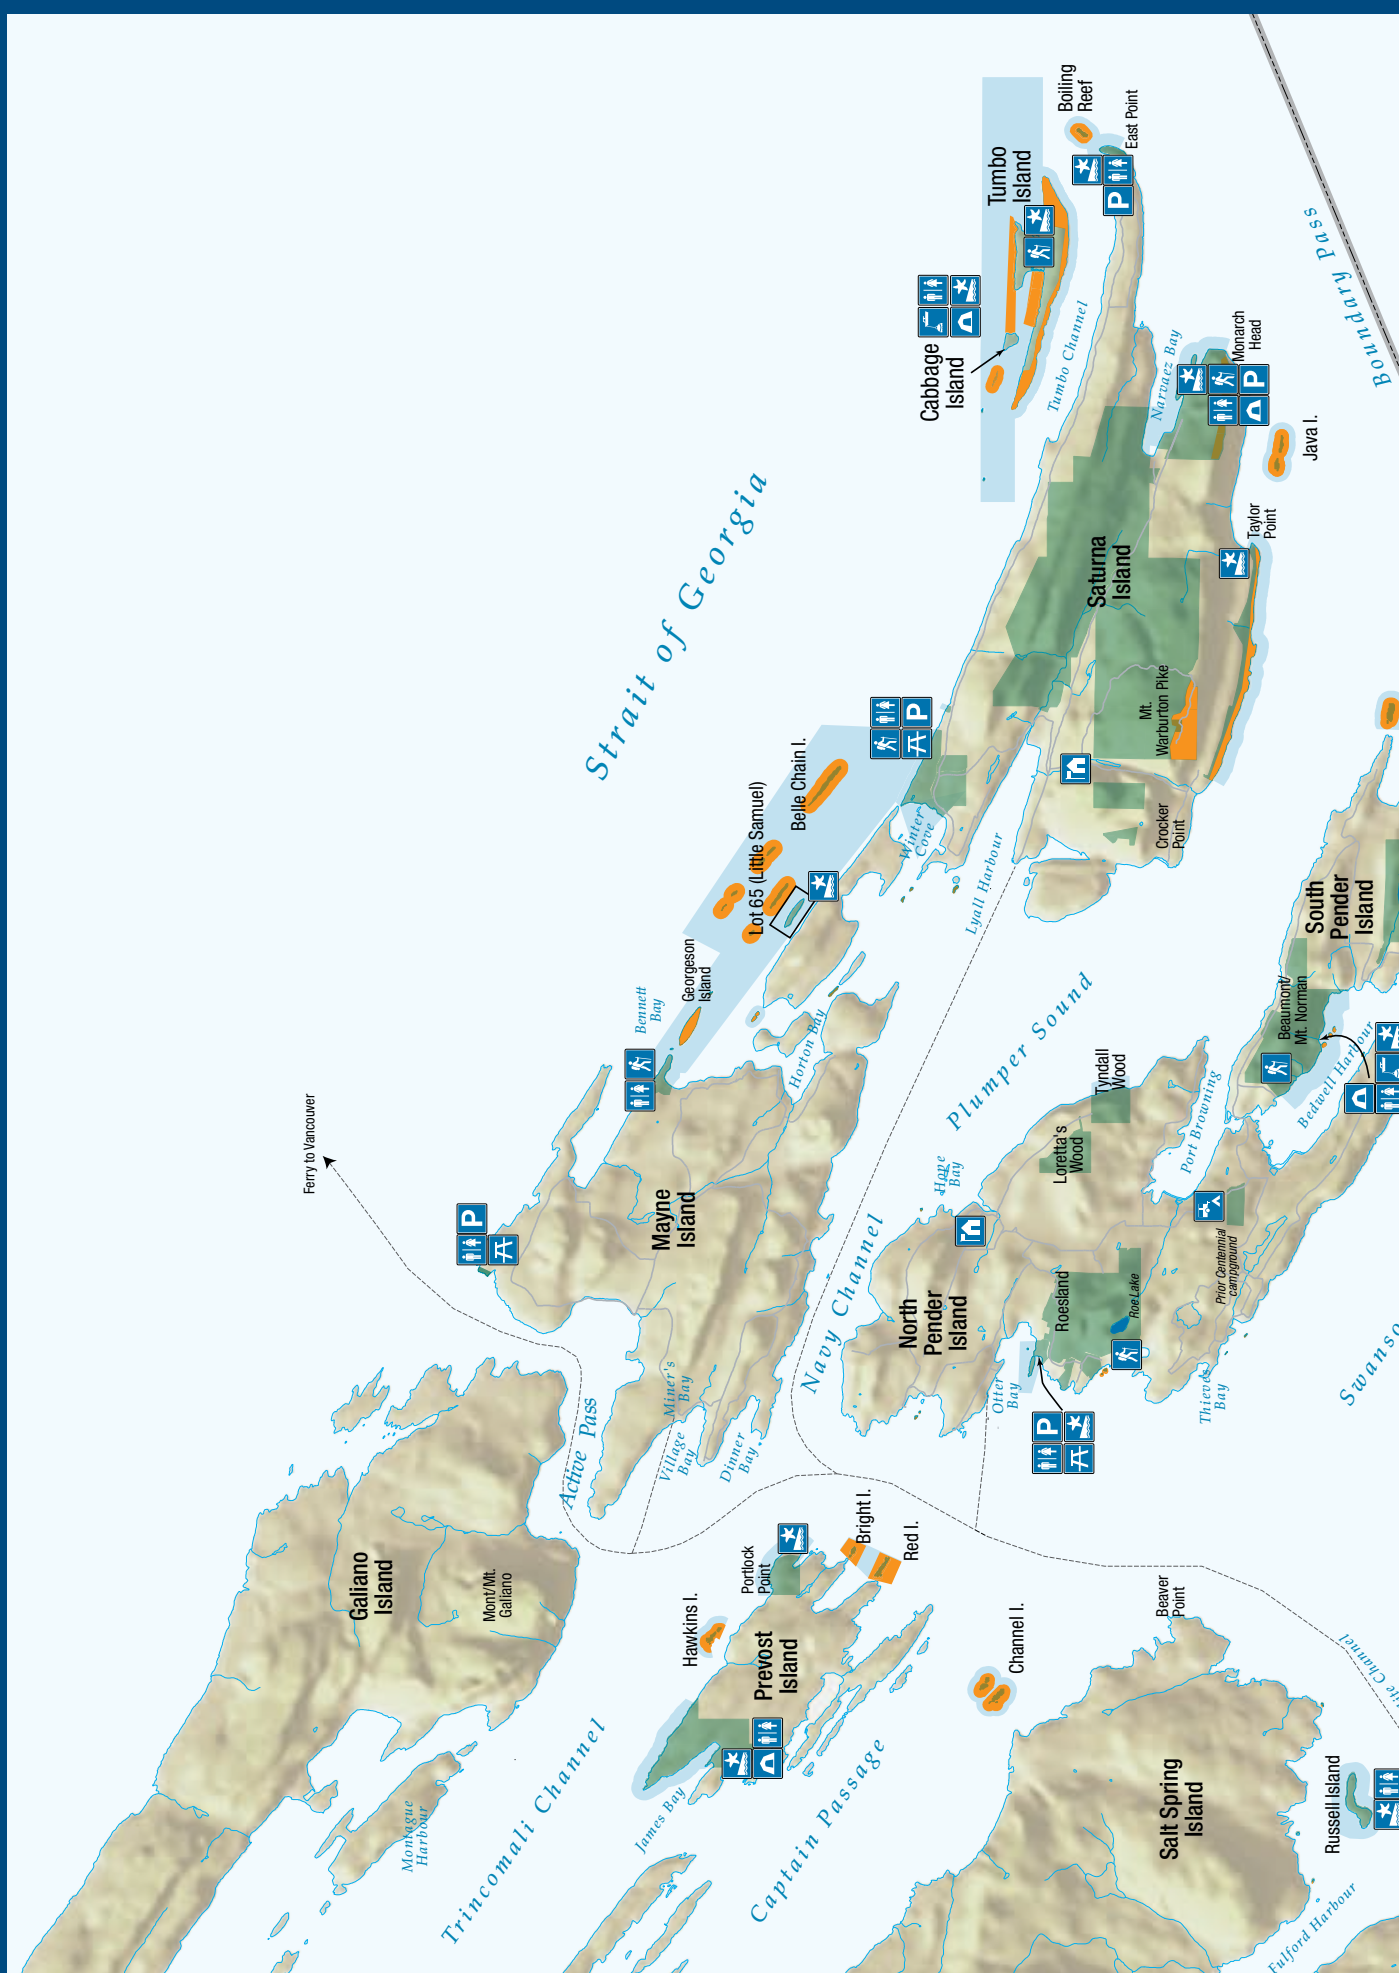 Boiling
Reef
East Point
Tumbo
Island
Cabbage
Island
Tumbo Channel
Boundary Pass
Narvaez Bay
Monarch
Head
Java I.
Strait of Georgia
Saturna
Island
Taylor
Point
Mt.
Warburton Pike
Crocker
Point
Belle Chain I.
Lot 65 (Little Samuel)
Winter
Cove
Lyall Harbour
Georgeson
Island
Bennett
Bay
Horton Bay
Plumper Sound
South
Pender
Island
Beaumont/
Mt. Norman
Bedwell Harbour
Tyndall
Wood
Loretta's
Wood
Port Browning
Ferry to Vancouver
Mayne
Island
Hope
Bay
Navy Channel
North
Pender
Island
Roesland
Roe Lake
Prior Centennial
campground
Otter
Bay
Thieves
Bay
Swanso
Miner's
Bay
Village
Bay
Dinner
Bay
Active Pass
Galiano
Island
Mont/Mt.
Galiano
Portlock
Point
Bright I.
Red I.
Hawkins I.
Prevost
Island
Channel I.
Beaver
Point
Channel
James Bay
Captain Passage
Trincomali Channel
Montague
Harbour
Salt Spring
Island
Russell Island
Fulford Harbour
P
P
P
P
P